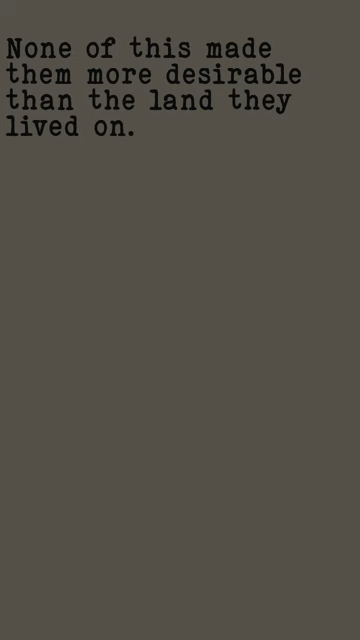 None of this made
them more desirable
than the land they
lived on.